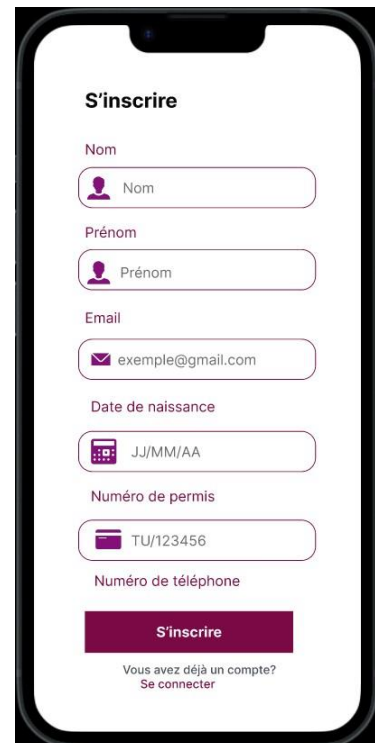 S'inscrire
Nom
Nom
Prénom
Prénom
Email
exemple@gmail.com
Date de naissance
JJ/MM/AA
Numéro de permis
TU/123456
Numéro de téléphone
S'inscrire
Vous avez déjà un compte?
Se connecter